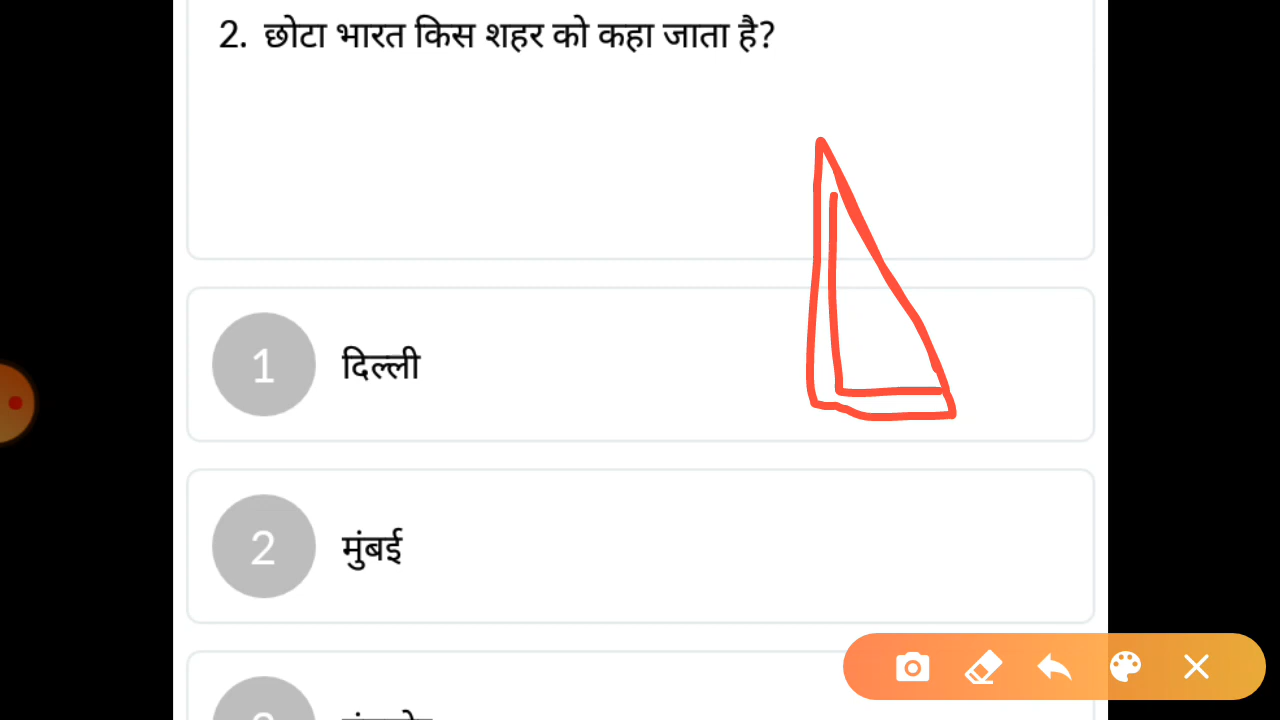 2. छोटा भारत किस शहर को कहा जाता है?
1 दिल्ली
2 मुंबई